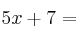 5x + 7 =